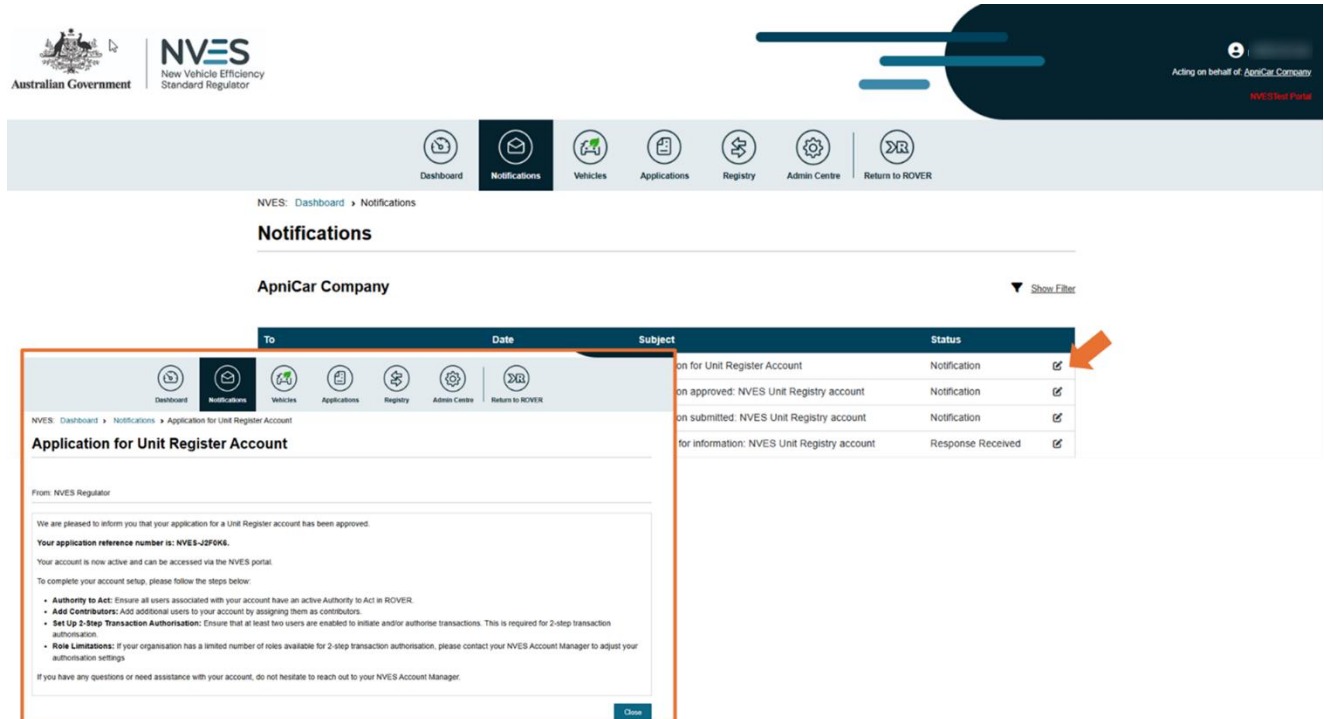 Australian Government
NVES
New Vehicle Efficiency
Standard Regulator
Acting on behalf of: ApniCar Company
NVESTest Portal
Dashboard
Notifications
Vehicles
Applications
Registry
Admin Centre
Return to ROVER
NVES: Dashboard › Notifications
Notifications
ApniCar Company
Show Filter
To Date Subject Status
on for Unit Register Account Notification
on approved: NVES Unit Registry account Notification
on submitted: NVES Unit Registry account Notification
for information: NVES Unit Registry account Response Received
Dashboard
Notifications
Vehicles
Applications
Registry
Admin Centre
Return to ROVER
NVES: Dashboard › Notifications › Application for Unit Register Account
Application for Unit Register Account
From: NVES Regulator
We are pleased to inform you that your application for a Unit Register account has been approved.
Your application reference number is: NVES-J2F0K6.
Your account is now active and can be accessed via the NVES portal.
To complete your account setup, please follow the steps below:
• Authority to Act: Ensure all users associated with your account have an active Authority to Act in ROVER.
• Add Contributors: Add additional users to your account by assigning them as contributors.
• Set Up 2-Step Transaction Authorisation: Ensure that at least two users are enabled to initiate and/or authorise transactions. This is required for 2-step transaction
authorisation.
• Role Limitations: If your organisation has a limited number of roles available for 2-step transaction authorisation, please contact your NVES Account Manager to adjust your
authorisation settings
If you have any questions or need assistance with your account, do not hesitate to reach out to your NVES Account Manager.
Close